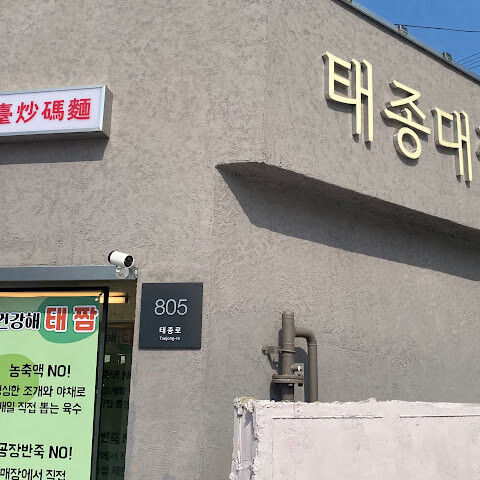 臺炒碼麵
태종대
805
태종로
Taejong-ro
건강해 태 짬
농축액 NO!
싱싱한 조개와 야채로
매일 직접 뽑는 육수
공장반죽 NO!
매장에서 직접